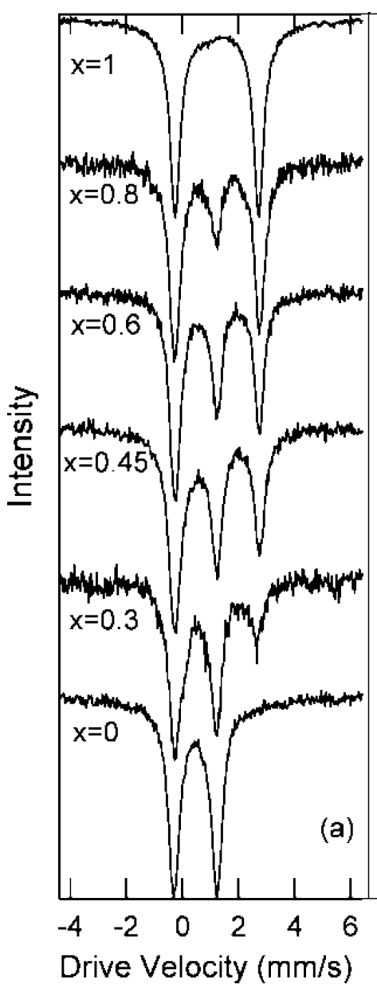 x=1
x=0.8
x=0.6
x=0.45
x=0.3
x=0
(a)
Intensity
-4 -2 0 2 4 6
Drive Velocity (mm/s)